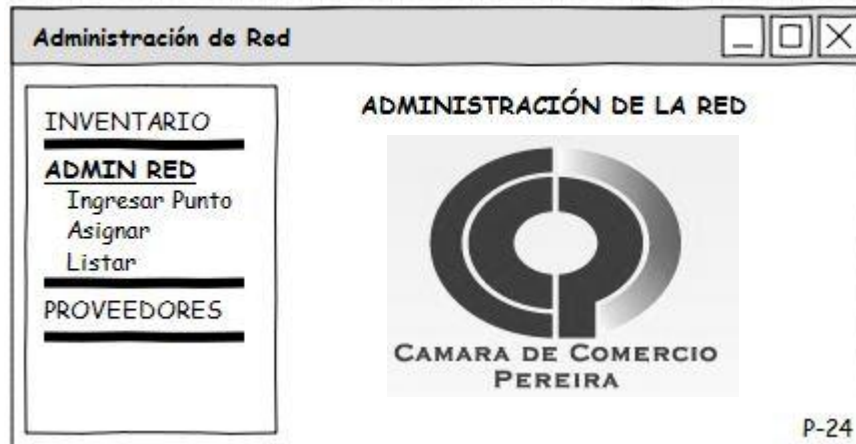 Administración de Red
INVENTARIO
ADMIN RED
Ingresar Punto
Asignar
Listar
PROVEEDORES
ADMINISTRACIÓN DE LA RED
CAMARA DE COMERCIO
PEREIRA
P-24